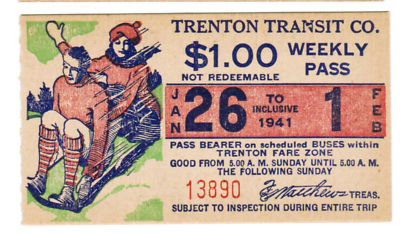 TRENTON TRANSIT CO.
$1.00 WEEKLY PASS
NOT REDEEMABLE
JAN 26 TO INCLUSIVE 1941 1 FEB
PASS BEARER on scheduled BUSES within
TRENTON FARE ZONE
GOOD FROM 5.00 A.M. SUNDAY UNTIL 5.00 A.M.
THE FOLLOWING SUNDAY
13890 Matthews TREAS.
SUBJECT TO INSPECTION DURING ENTIRE TRIP